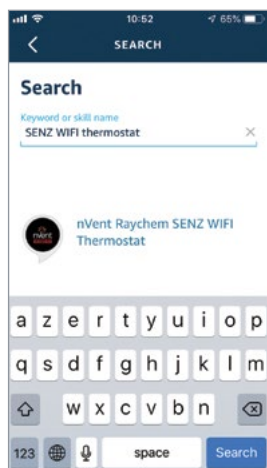 10:52
65%
SEARCH
Search
Keyword or skill name
SENZ WIFI thermostat
nVent
nVent Raychem SENZ WIFI
Thermostat
a z e r t y u i o p
q s d f g h j k l m
w x c v b n
123 space Search